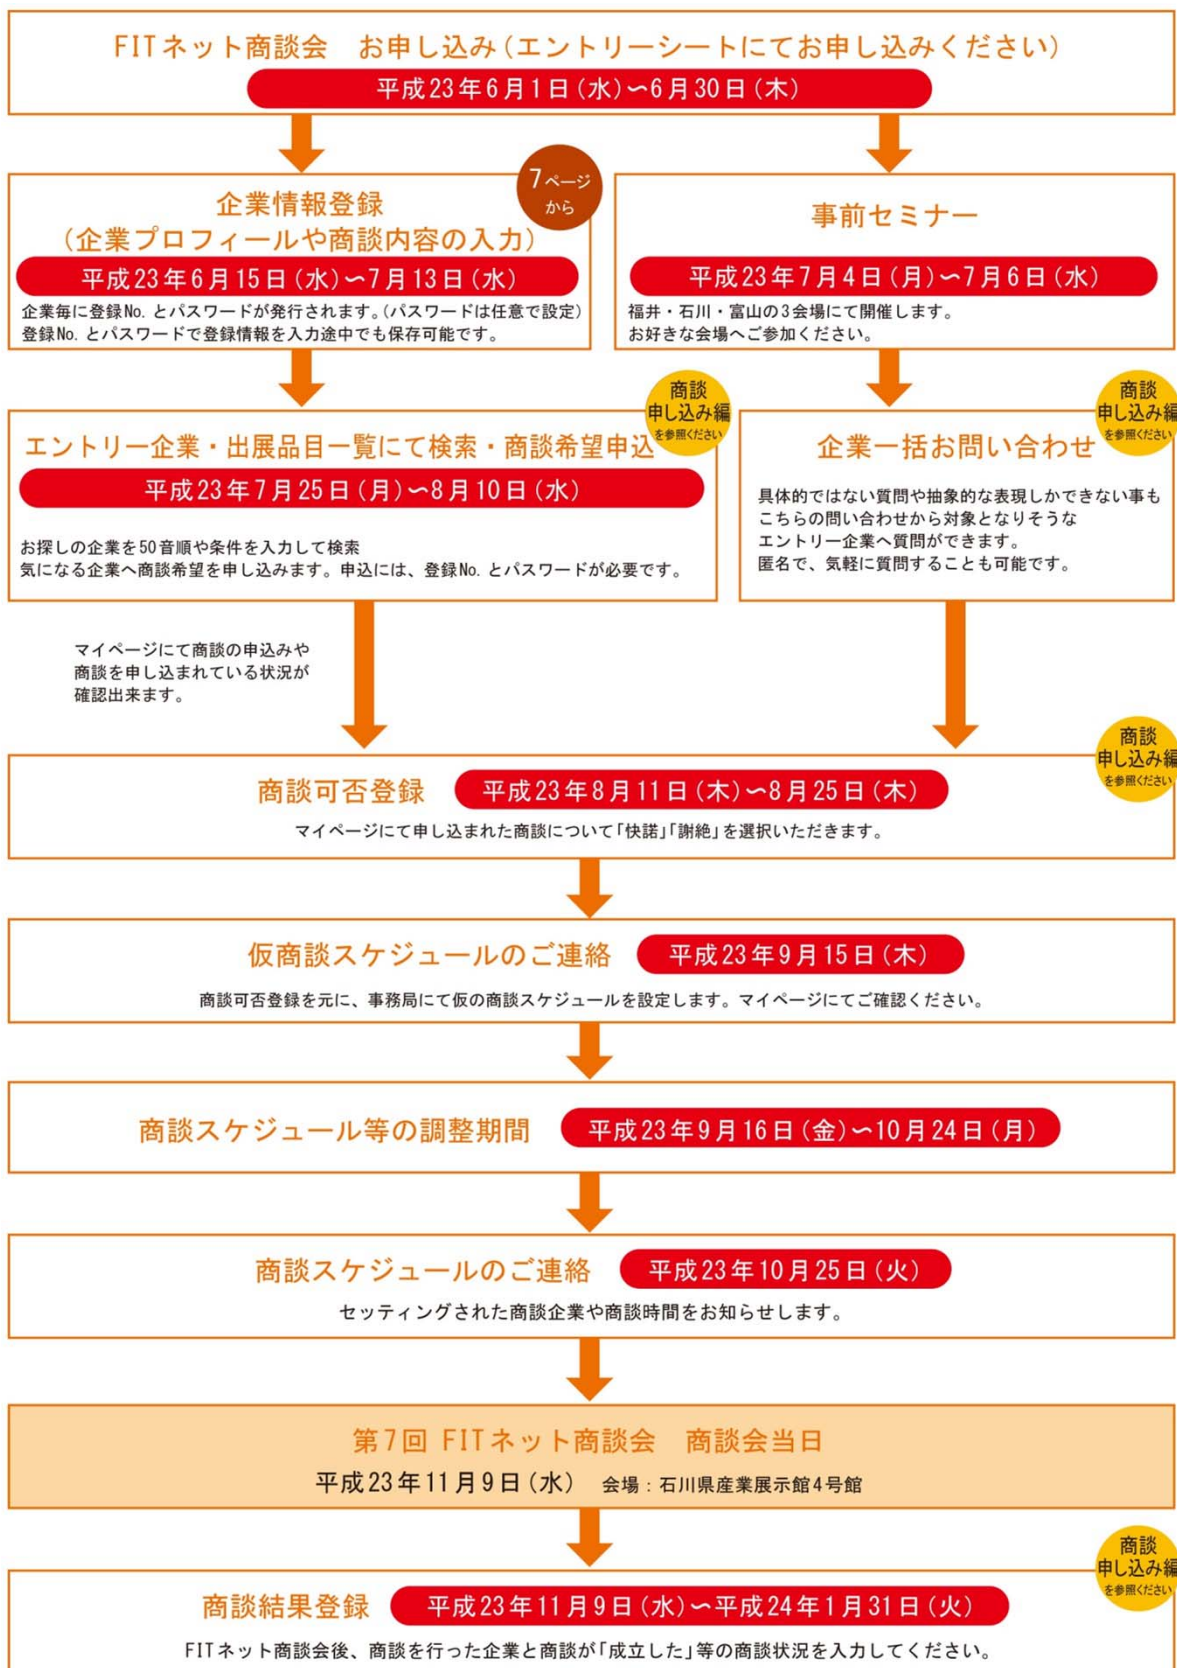 FITネット商談会　お申し込み(エントリーシートにてお申し込みください)
平成23年6月1日(水)〜6月30日(木)
7ページ
から
企業情報登録
(企業プロフィールや商談内容の入力)
平成23年6月15日(水)〜7月13日(水)
企業毎に登録No. とパスワードが発行されます。(パスワードは任意で設定)
登録No. とパスワードで登録情報を入力途中でも保存可能です。
事前セミナー
平成23年7月4日(月)〜7月6日(水)
福井・石川・富山の3会場にて開催します。
お好きな会場へご参加ください。
商談
申し込み編
を参照ください
エントリー企業・出展品目一覧にて検索・商談希望申込
平成23年7月25日(月)〜8月10日(水)
お探しの企業を50音順や条件を入力して検索
気になる企業へ商談希望を申し込みます。申込には、登録No. とパスワードが必要です。
商談
申し込み編
を参照ください
企業一括お問い合わせ
具体的ではない質問や抽象的な表現しかできない事も
こちらの問い合わせから対象となりそうな
エントリー企業へ質問ができます。
匿名で、気軽に質問することも可能です。
マイページにて商談の申込みや
商談を申し込まれている状況が
確認出来ます。
商談
申し込み編
を参照ください
商談可否登録　平成23年8月11日(木)〜8月25日(木)
マイページにて申し込まれた商談について「快諾」「謝絶」を選択いただきます。
仮商談スケジュールのご連絡　平成23年9月15日(木)
商談可否登録を元に、事務局にて仮の商談スケジュールを設定します。マイページにてご確認ください。
商談スケジュール等の調整期間　平成23年9月16日(金)〜10月24日(月)
商談スケジュールのご連絡　平成23年10月25日(火)
セッティングされた商談企業や商談時間をお知らせします。
第7回 FITネット商談会　商談会当日
平成23年11月9日(水)　会場：石川県産業展示館4号館
商談
申し込み編
を参照ください
商談結果登録　平成23年11月9日(水)〜平成24年1月31日(火)
FITネット商談会後、商談を行った企業と商談が「成立した」等の商談状況を入力してください。